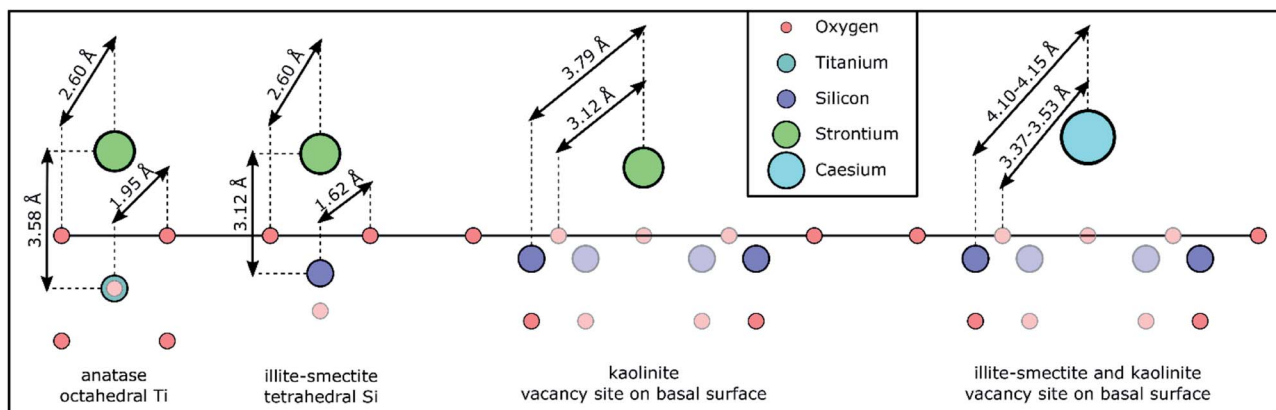 2.60 Å
3.58 Å
1.95 Å
anatase
octahedral Ti
2.60 Å
3.12 Å
1.62 Å
illite-smectite
tetrahedral Si
3.79 Å
3.12 Å
kaolinite
vacancy site on basal surface
Oxygen
Titanium
Silicon
Strontium
Caesium
4.10-4.15 Å
3.37-3.53 Å
illite-smectite and kaolinite
vacancy site on basal surface